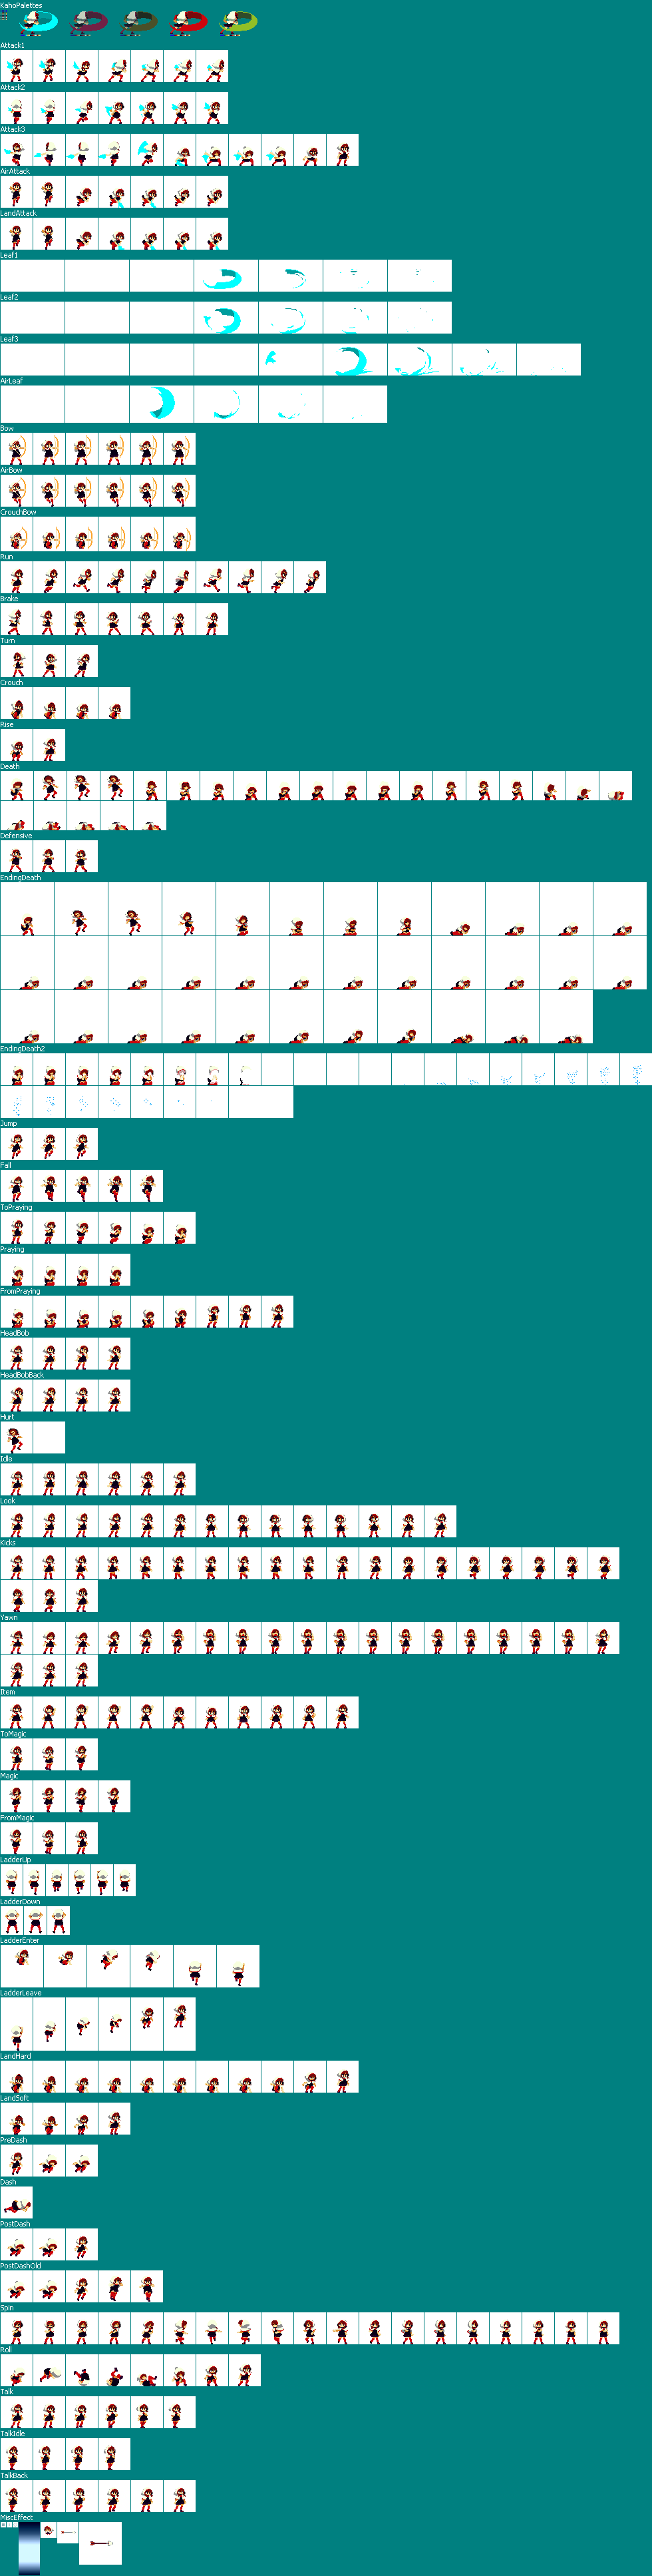 KahoPalettes
Attack1
Attack2
Attack3
AirAttack
LandAttack
Leaf1
Leaf2
Leaf3
AirLeaf
Bow
AirBow
CrouchBow
Run
Brake
Turn
Crouch
Rise
Death
Defensive
EndingDeath
EndingDeath2
Jump
Fall
ToPraying
Praying
FromPraying
HeadBob
HeadBobBack
Hurt
Idle
Look
Kicks
Yawn
Item
ToMagic
Magic
FromMagic
LadderUp
LadderDown
LadderEnter
LadderLeave
LandHard
LandSoft
PreDash
Dash
PostDash
PostDashOld
Spin
Roll
Talk
TalkIdle
TalkBack
MiscEffect